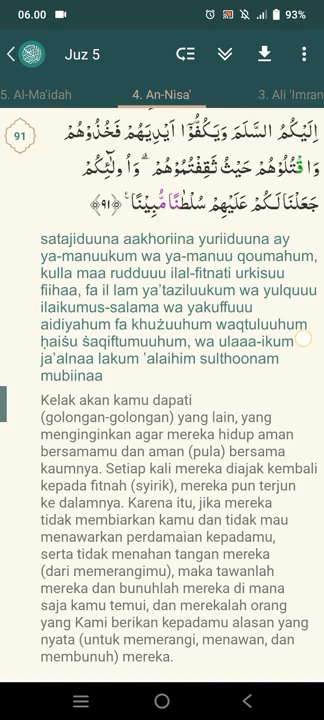 06.00
93%
Juz 5
5. Al-Ma'idah
4. An-Nisa'
3. Ali 'Imran
91
اِلَيْكُمُ السَّلَمَ وَيَكُفُّوْٓا اَيْدِيَهُمْ فَخُذُوْهُمْ
وَاقْتُلُوْهُمْ حَيْثُ ثَقِفْتُمُوْهُمْ ۗ وَاُولٰۤىِٕكُمْ
جَعَلْنَا لَكُمْ عَلَيْهِمْ سُلْطٰنًا مُّبِيْنًا ࣖ ﴿٩١﴾
satajiduuna aakhoriina yuriiduuna ay
ya-manuukum wa ya-manuu qoumahum,
kulla maa rudduuu ilal-fitnati urkisuu
fiihaa, fa il lam ya'taziluukum wa yulquuu
ilaikumus-salama wa yakuffuuu
aidiyahum fa khużuuhum waqtuluuhum
ḥaiśu śaqiftumuuhum, wa ulaaa-ikum
ja'alnaa lakum 'alaihim sulthoonam
mubiinaa
Kelak akan kamu dapati
(golongan-golongan) yang lain, yang
menginginkan agar mereka hidup aman
bersamamu dan aman (pula) bersama
kaumnya. Setiap kali mereka diajak kembali
kepada fitnah (syirik), mereka pun terjun
ke dalamnya. Karena itu, jika mereka
tidak membiarkan kamu dan tidak mau
menawarkan perdamaian kepadamu,
serta tidak menahan tangan mereka
(dari memerangimu), maka tawanlah
mereka dan bunuhlah mereka di mana
saja kamu temui, dan merekalah orang
yang Kami berikan kepadamu alasan yang
nyata (untuk memerangi, menawan, dan
membunuh) mereka.